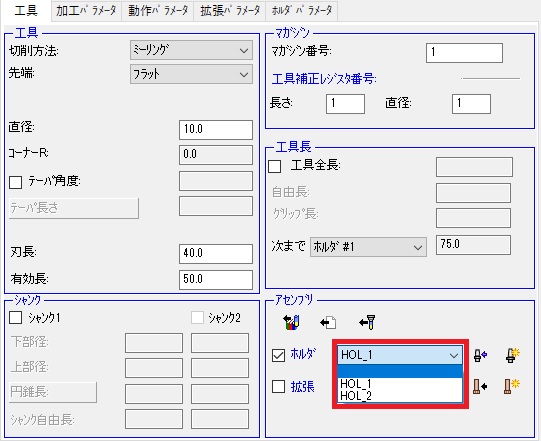 工具 加工ﾊﾟﾗﾒｰﾀ 動作ﾊﾟﾗﾒｰﾀ 拡張ﾊﾟﾗﾒｰﾀ ﾎﾙﾀﾞﾊﾟﾗﾒｰﾀ
工具
切削方法: ﾐｰﾘﾝｸﾞ
先端: ﾌﾗｯﾄ
直径: 10.0
ｺｰﾅｰR: 0.0
ﾃｰﾊﾟ角度:
ﾃｰﾊﾟ長さ
刃長: 40.0
有効長: 50.0
ｼｬﾝｸ
ｼｬﾝｸ1 ｼｬﾝｸ2
下部径:
上部径:
円錐長:
ｼｬﾝｸ自由長:
ﾏｶﾞｼﾞﾝ
ﾏｶﾞｼﾞﾝ番号: 1
工具補正ﾚｼﾞｽﾀ番号:
長さ: 1 直径: 1
工具長
工具全長:
自由長:
ｸﾞﾘｯﾌﾟ長:
次まで ﾎﾙﾀﾞ#1 75.0
ｱｾﾝﾌﾞﾘ
ﾎﾙﾀﾞ HOL_1
拡張
HOL_1
HOL_2